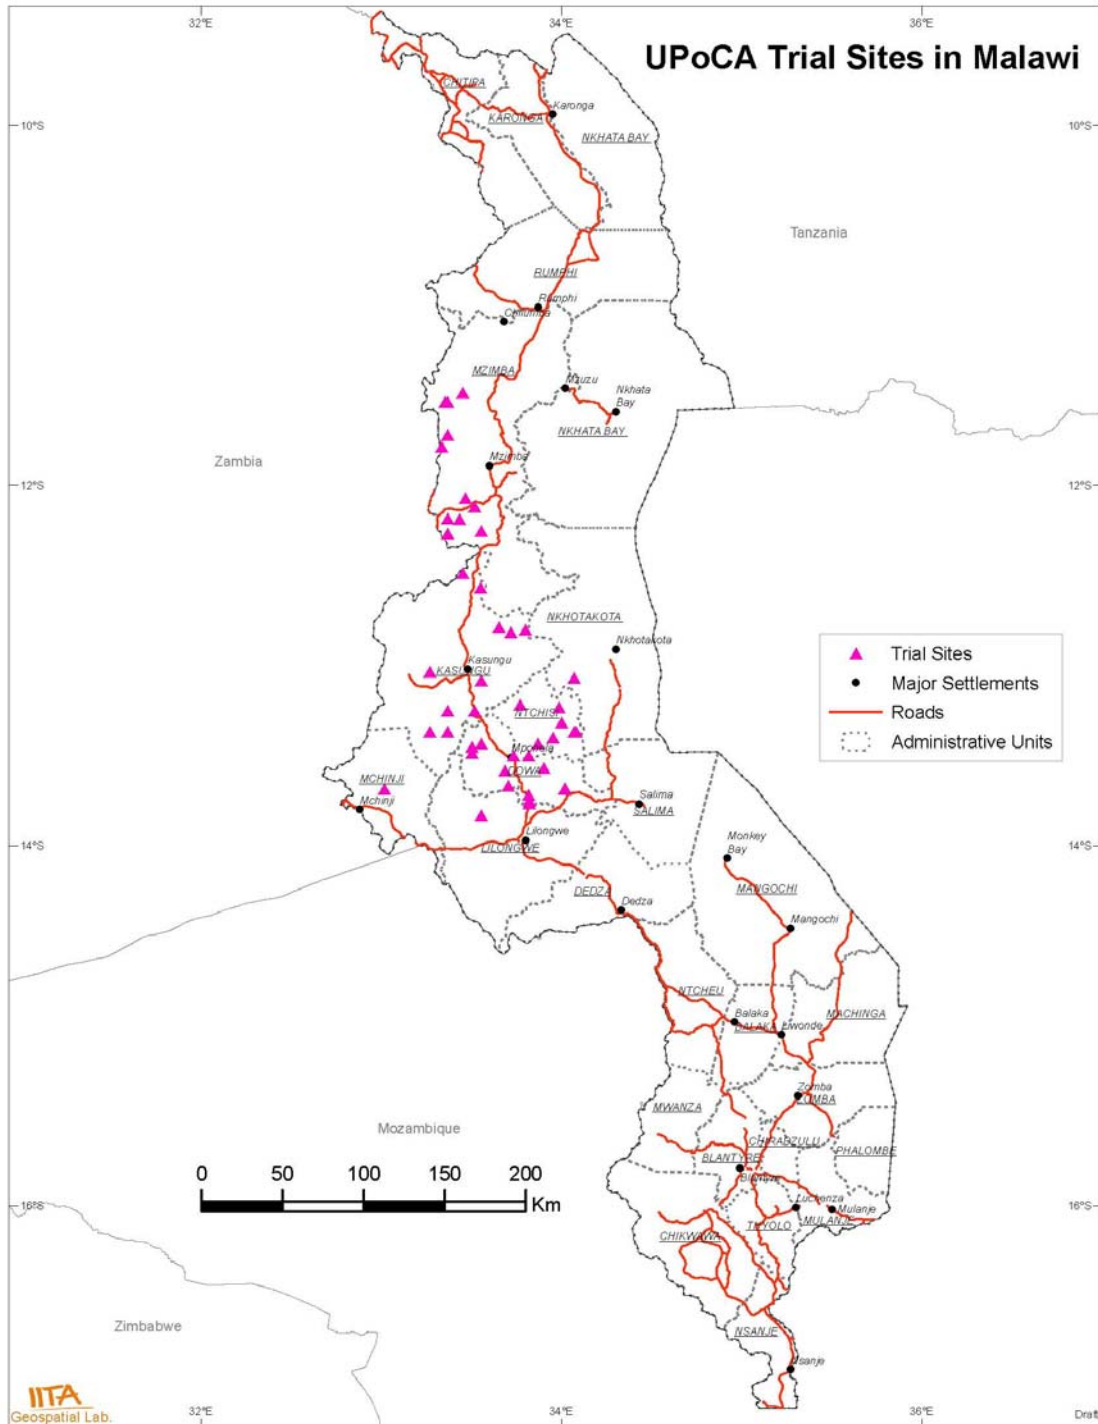 32°E 34°E 36°E
UPoCA Trial Sites in Malawi
CHITIPA
Karonga
KARONGA
NKHATA BAY
10°S 10°S
Tanzania
RUMPHI
Rumphi
Chilumba
MZIMBA
Mzuzu
Nkhata
Bay
NKHATA BAY
Zambia
Mzimba
12°S 12°S
NKHOTAKOTA
Nkhotakota
Kasungu
KASUNGU
Trial Sites
Major Settlements
Roads
Administrative Units
NTCHISI
Mponela
DOWA
MCHINJI
Mchinji
Salima
SALIMA
Lilongwe
LILONGWE
Monkey
Bay
14°S 14°S
MANGOCHI
DEDZA
Dedza
Mangochi
NTCHEU
Balaka
BALAKA
Liwonde
MACHINGA
Zomba
ZOMBA
MWANZA
Mozambique
CHIRADZULU
PHALOMBE
BLANTYRE
Blantyre
0 50 100 150 200
Km
16°S 16°S
Luchenza
Mulanje
MULANJE
THYOLO
CHIKWAWA
Zimbabwe
NSANJE
Nsanje
IITA
Geospatial Lab.
32°E 34°E 36°E
Draft